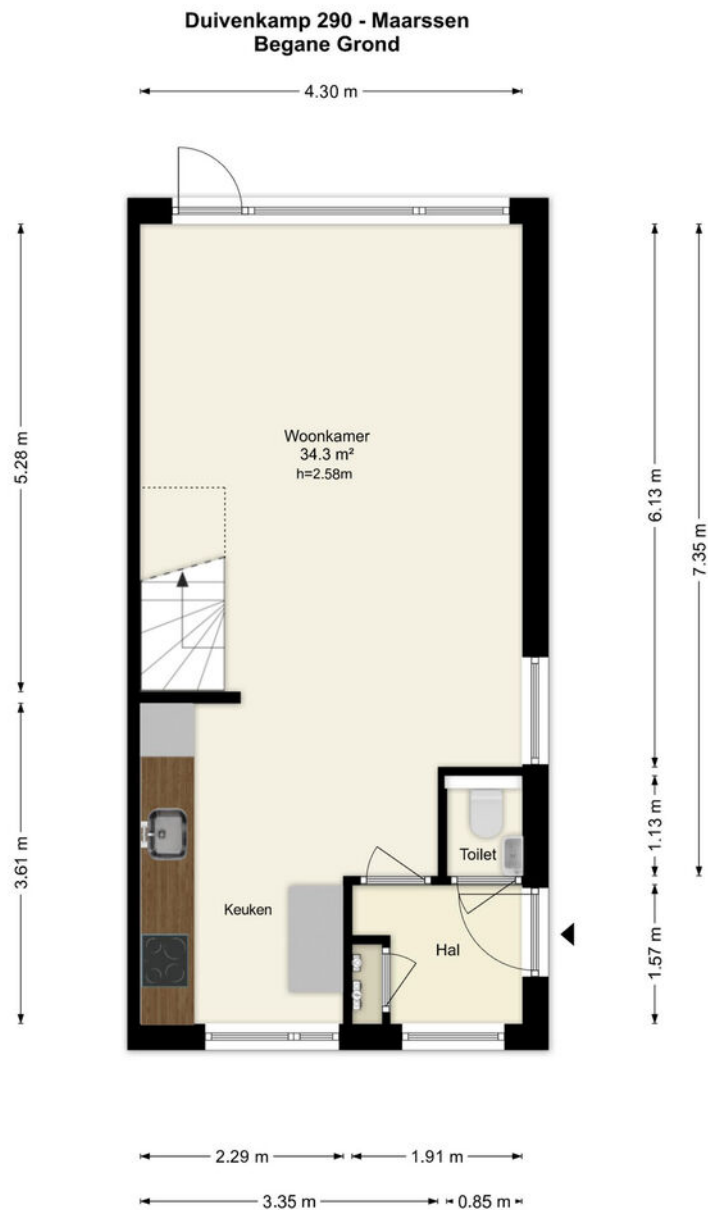 Duivenkamp 290 - Maarssen
Begane Grond
4.30 m
5.28 m
3.61 m
Woonkamer
34.3 m²
h=2.58m
6.13 m
7.35 m
1.13 m
1.57 m
Toilet
Keuken
Hal
2.29 m
1.91 m
3.35 m
0.85 m